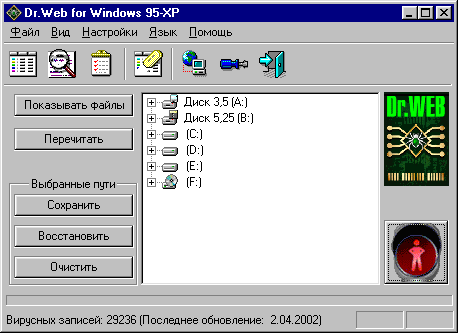 Dr.Web for Windows 95-XP
Файл Вид Настройки Язык Помощь
Показывать файлы
Перечитать
Выбранные пути
Сохранить
Восстановить
Очистить
Диск 3,5 (A:)
Диск 5,25 (B:)
(C:)
(D:)
(E:)
(F:)
Dr.WEB
Вирусных записей: 29236 (Последнее обновление: 2.04.2002)